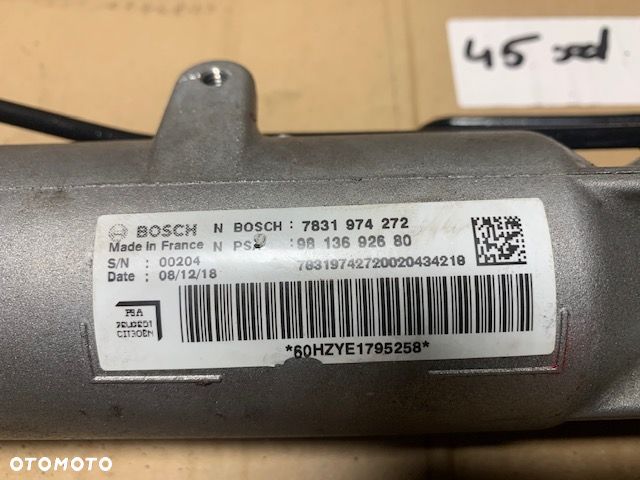 45
BOSCH N BOSCH : 7831 974 272
Made in France N PSA :98 136 926 80
S/N : 00204 78319742720020434218
Date : 08/12/18
PSA
PEUGEOT
CITROËN
*60HZYE1795258*
OTOMOTO